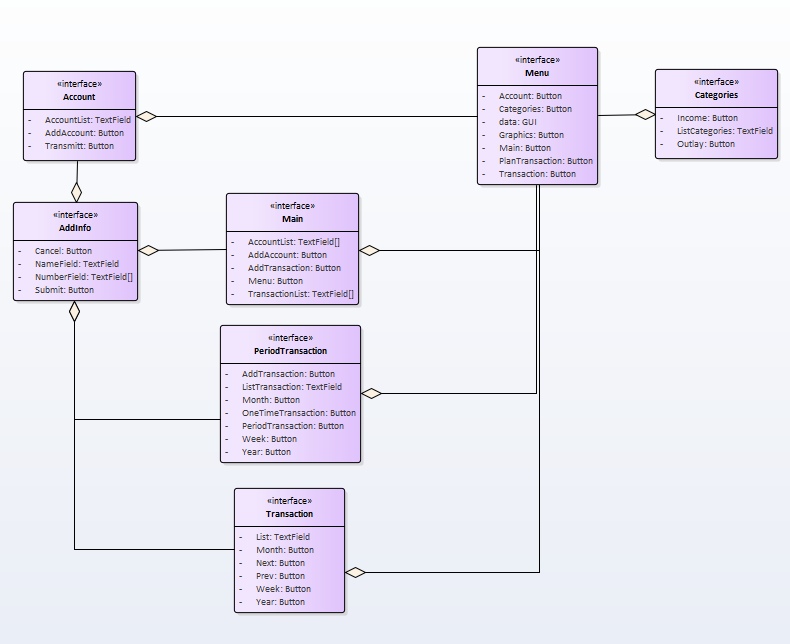 «interface»
Account
- AccountList: TextField
- AddAccount: Button
- Transmitt: Button
«interface»
Menu
- Account: Button
- Categories: Button
- data: GUI
- Graphics: Button
- Main: Button
- PlanTransaction: Button
- Transaction: Button
«interface»
Categories
- Income: Button
- ListCategories: TextField
- Outlay: Button
«interface»
AddInfo
- Cancel: Button
- NameField: TextField
- NumberField: TextField[]
- Submit: Button
«interface»
Main
- AccountList: TextField[]
- AddAccount: Button
- AddTransaction: Button
- Menu: Button
- TransactionList: TextField[]
«interface»
PeriodTransaction
- AddTransaction: Button
- ListTransaction: TextField
- Month: Button
- OneTimeTransaction: Button
- PeriodTransaction: Button
- Week: Button
- Year: Button
«interface»
Transaction
- List: TextField
- Month: Button
- Next: Button
- Prev: Button
- Week: Button
- Year: Button